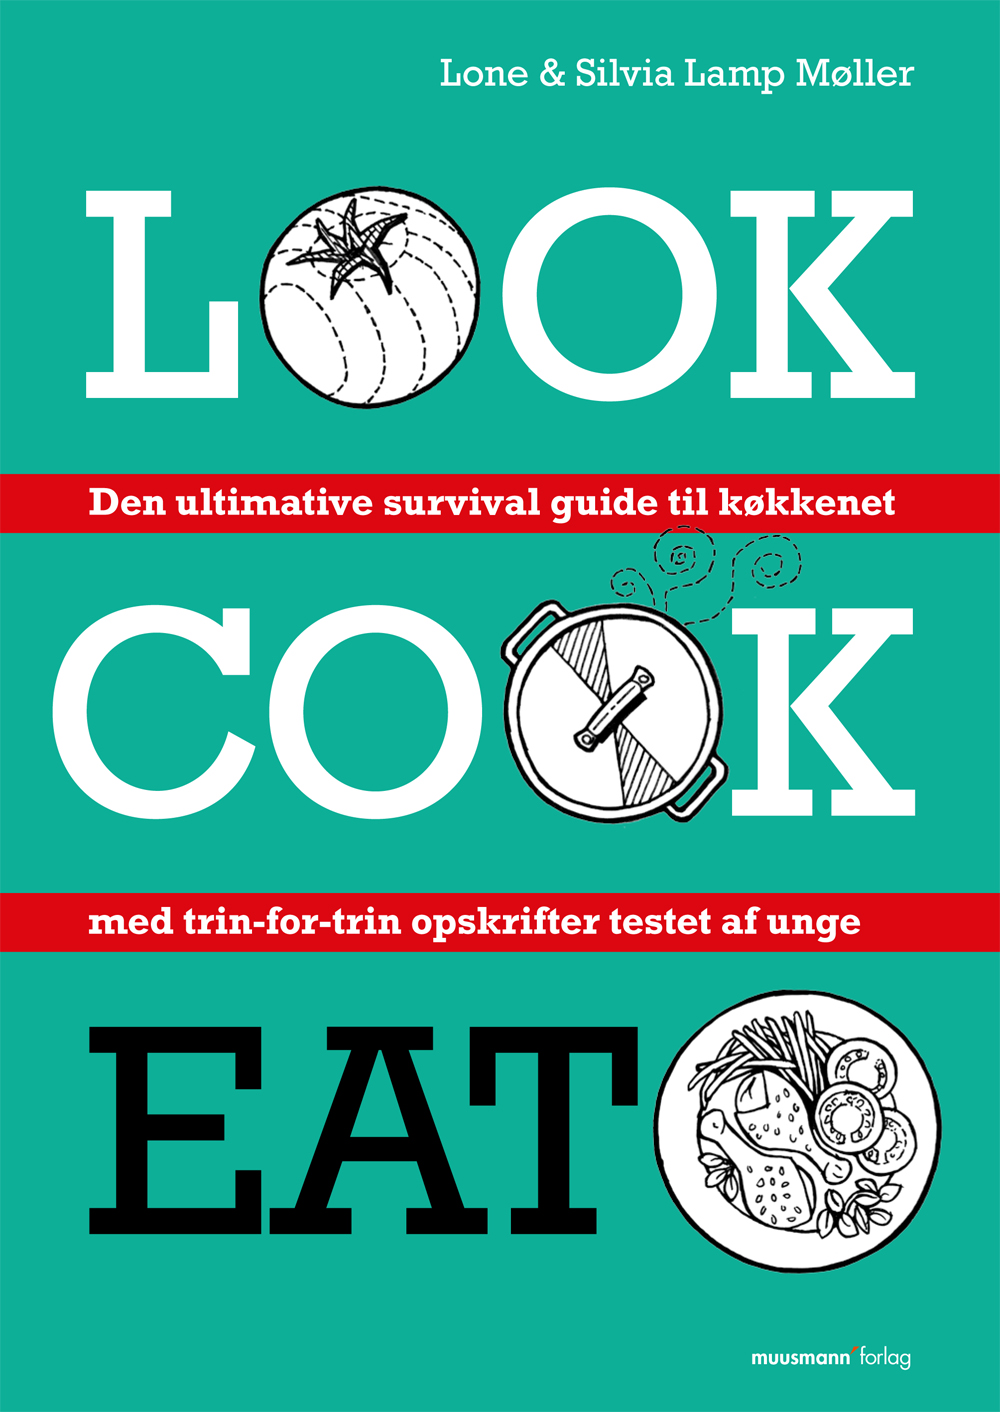 Lone & Silvia Lamp Møller
LOOK
Den ultimative survival guide til køkkenet
COOK
med trin-for-trin opskrifter testet af unge
EAT
muusmann'forlag